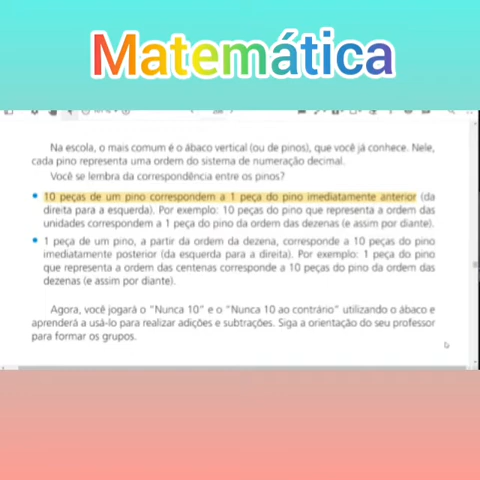 Matemática
Na escola, o mais comum é o ábaco vertical (ou de pinos), que você já conhece. Nele,
cada pino representa uma ordem do sistema de numeração decimal.
Você se lembra da correspondência entre os pinos?
• 10 peças de um pino correspondem a 1 peça do pino imediatamente anterior (da
direita para a esquerda). Por exemplo: 10 peças do pino que representa a ordem das
unidades correspondem a 1 peça do pino da ordem das dezenas (e assim por diante).
• 1 peça de um pino, a partir da ordem da dezena, corresponde a 10 peças do pino
imediatamente posterior (da esquerda para a direita). Por exemplo: 1 peça do pino
que representa a ordem das centenas corresponde a 10 peças do pino da ordem das
dezenas (e assim por diante).
Agora, você jogará o "Nunca 10" e o "Nunca 10 ao contrário" utilizando o ábaco e
aprenderá a usá-lo para realizar adições e subtrações. Siga a orientação do seu professor
para formar os grupos.